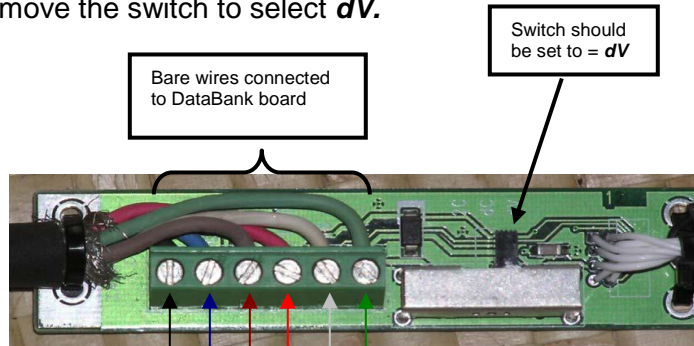 move the switch to select dV.
Switch should
be set to = dV
Bare wires connected
to DataBank board
1